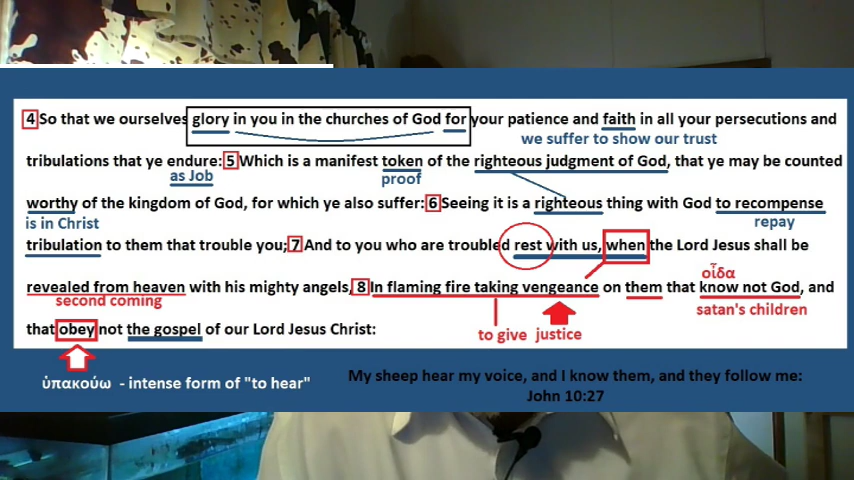 4 So that we ourselves glory in you in the churches of God for your patience and faith in all your persecutions and
we suffer to show our trust
tribulations that ye endure: 5 Which is a manifest token of the righteous judgment of God, that ye may be counted
as Job proof
worthy of the kingdom of God, for which ye also suffer: 6 Seeing it is a righteous thing with God to recompense
is in Christ repay
tribulation to them that trouble you; 7 And to you who are troubled rest with us, when the Lord Jesus shall be
οἶδα
revealed from heaven with his mighty angels, 8 In flaming fire taking vengeance on them that know not God, and
second coming satan's children
to give justice
that obey not the gospel of our Lord Jesus Christ:
ὑπακούω - intense form of "to hear"
My sheep hear my voice, and I know them, and they follow me:
John 10:27